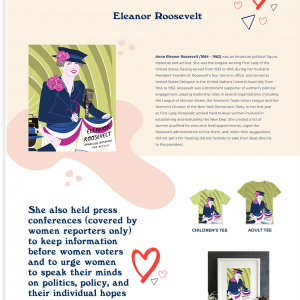 Eleanor Roosevelt
Anna Eleanor Roosevelt (1884 - 1962) was an American political figure,
diplomat and activist. She was the longest serving First Lady of the
United States, having served from 1933 to 1945 during her husband
President Franklin D. Roosevelt's four terms in office, and served as
United States Delegate to the United Nations General Assembly from
1945 to 1952. Roosevelt was a prominent supporter of women's political
engagement, playing leadership roles in several organizations, including
the League of Women Voters, the Women's Trade Union League and the
Women's Division of the New York Democratic Party. In her first year
as First Lady, Roosevelt worked hard to keep women involved in
establishing and evaluating the New Deal. She created a list of
women qualified for executive level appointments, urged the
Roosevelt administration to hire them, and, when their suggestions
did not get a fair hearing, did not hesitate to take their ideas directly
to the president.
ROOSEVELT
She also held press
conferences (covered by
women reporters only)
to keep information
before women voters
and to urge women
to speak their minds
on politics, policy, and
their individual hopes
CHILDREN'S TEE
ADULT TEE